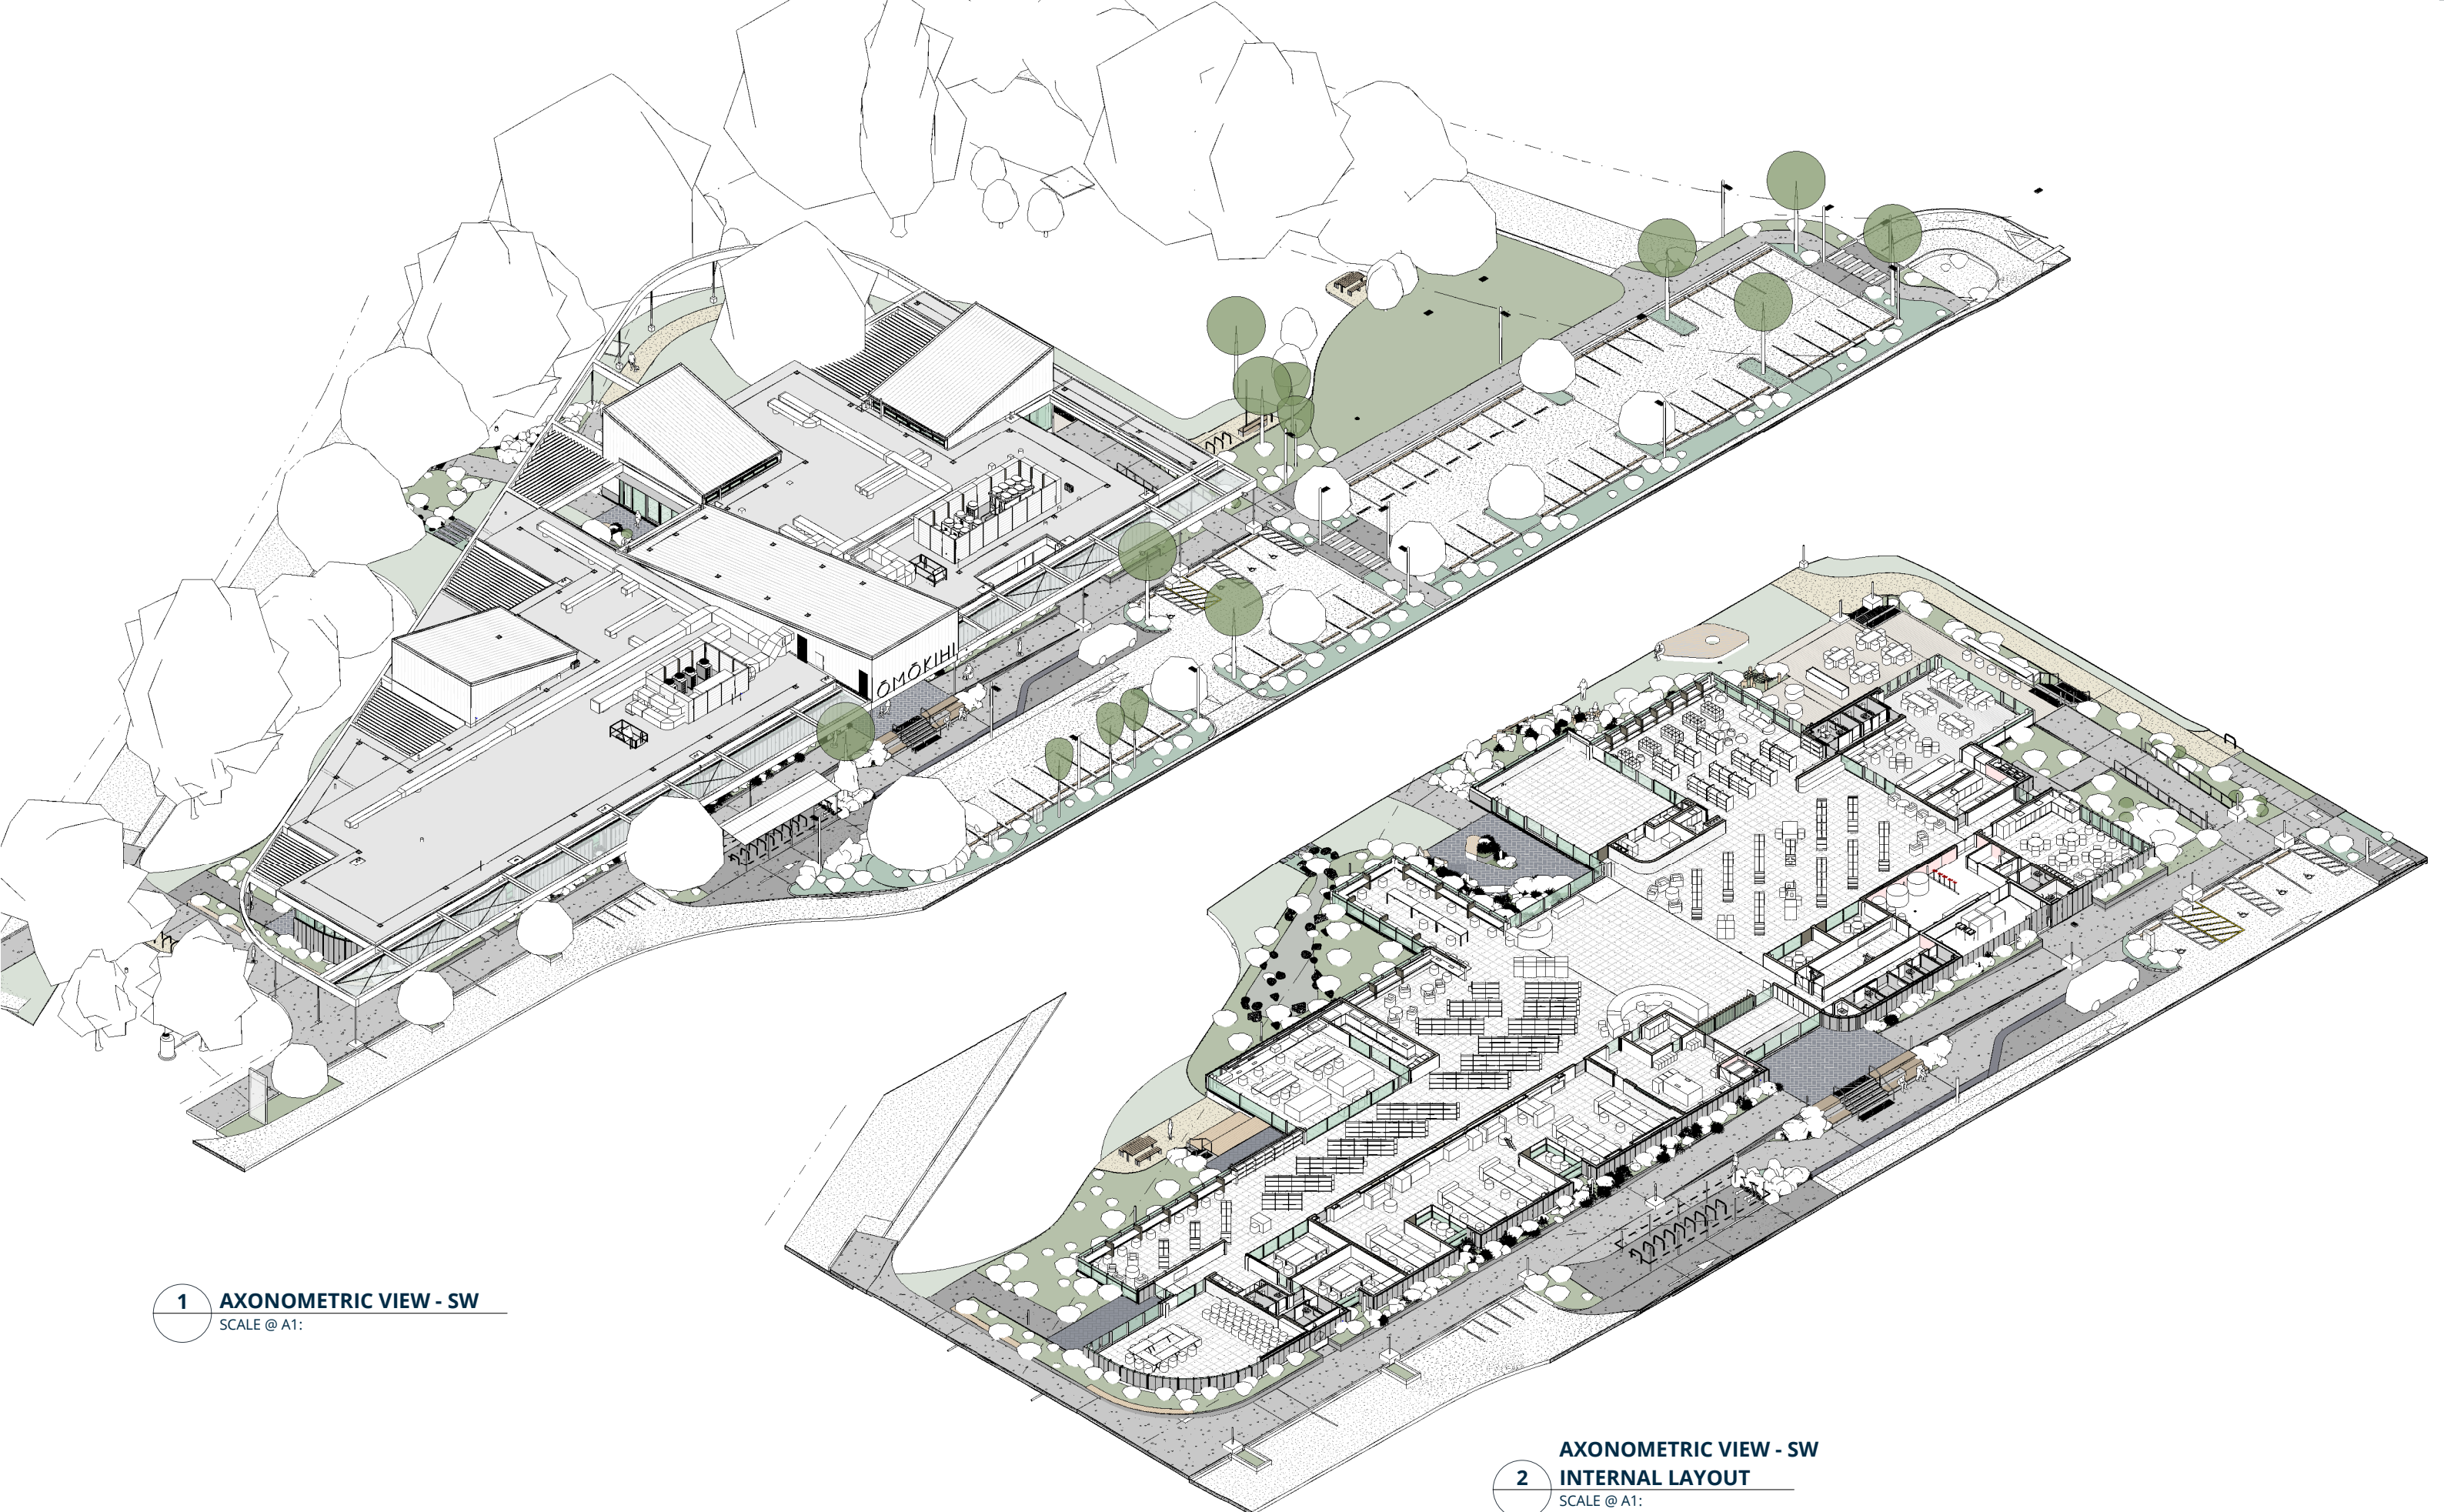 ŌMŌKIHI
1
AXONOMETRIC VIEW - SW
SCALE @ A1:
2
AXONOMETRIC VIEW - SW
INTERNAL LAYOUT
SCALE @ A1: